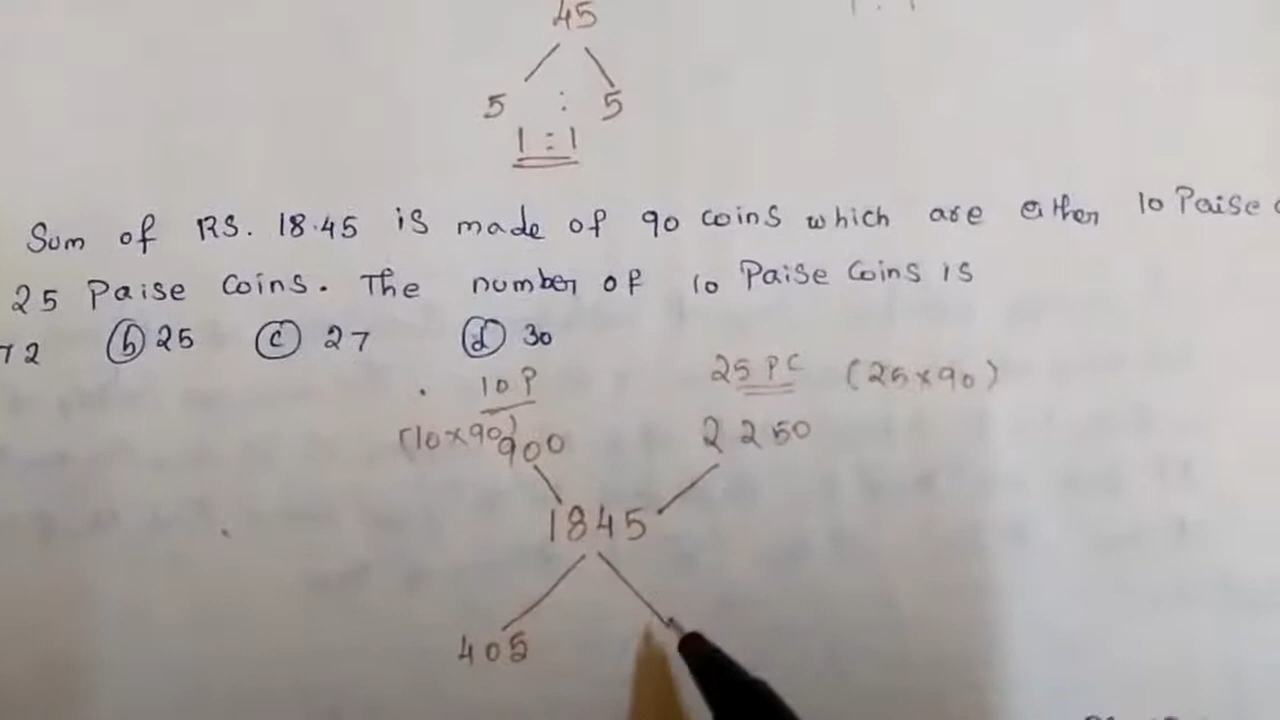 45
5 : 5
1 : 1
Sum of RS. 18.45 is made of 90 coins which are either 10 Paise
25 Paise coins. The number of 10 Paise Coins is
72 (b) 25 (c) 27 (d) 30
10 P 25 PC (25×90)
(10×90) 900 2250
1845
405